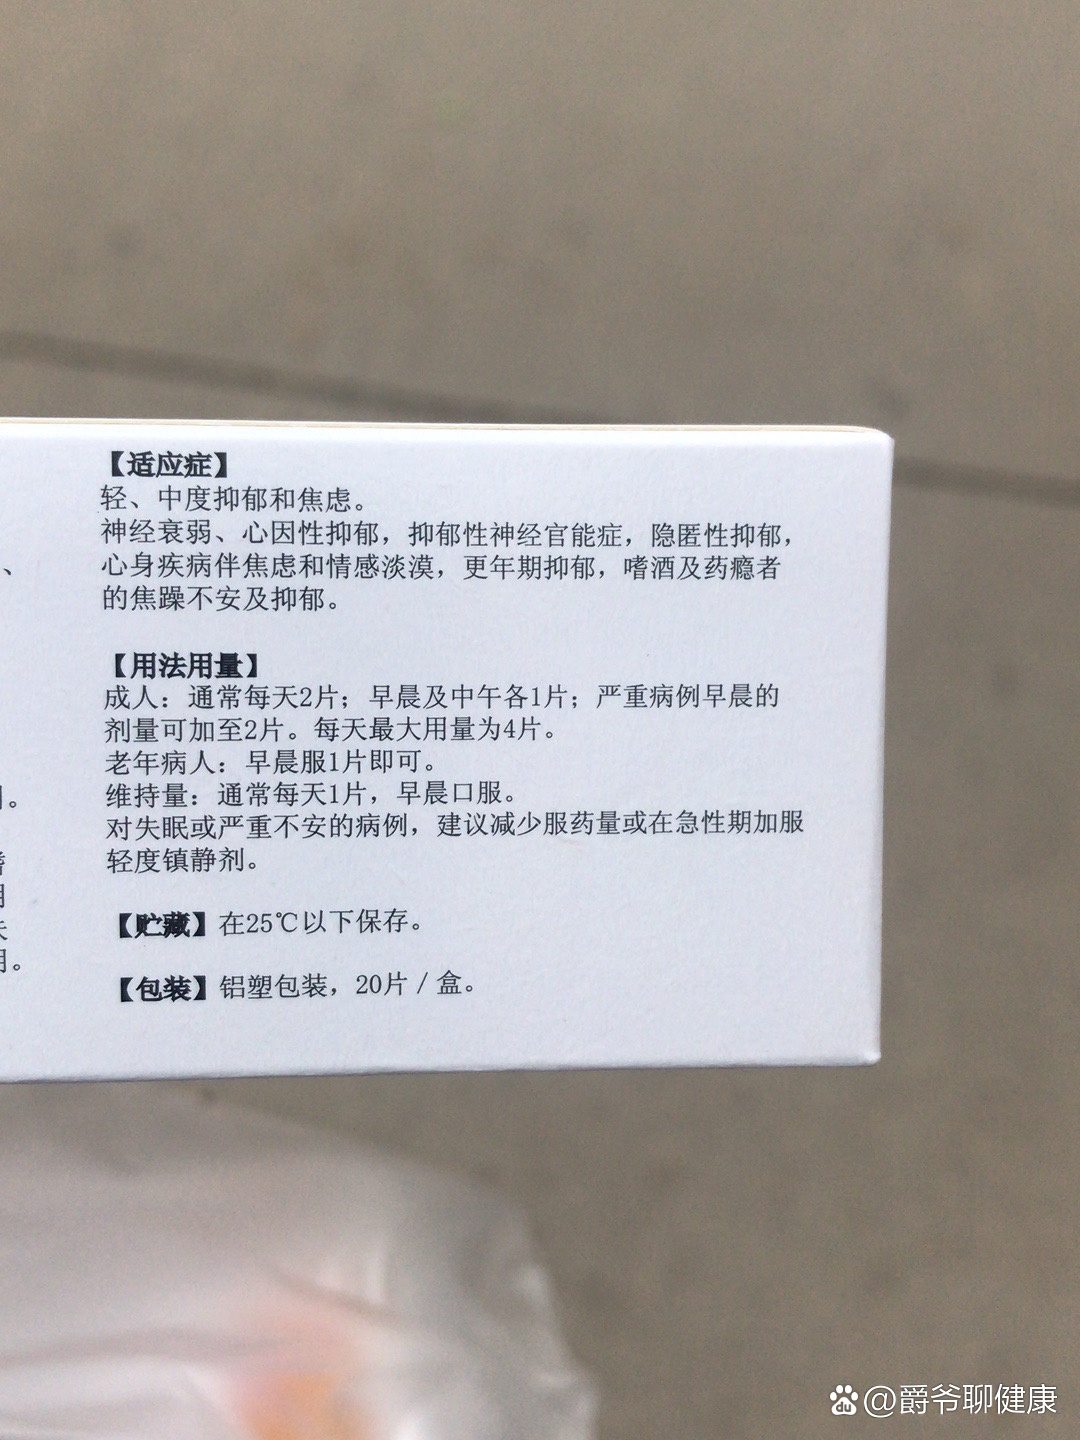 【适应症】
轻、中度抑郁和焦虑。
神经衰弱、心因性抑郁，抑郁性神经官能症，隐匿性抑郁，
心身疾病伴焦虑和情感淡漠，更年期抑郁，嗜酒及药瘾者
的焦躁不安及抑郁。
【用法用量】
成人：通常每天2片；早晨及中午各1片；严重病例早晨的
剂量可加至2片。每天最大用量为4片。
老年病人：早晨服1片即可。
维持量：通常每天1片，早晨口服。
对失眠或严重不安的病例，建议减少服药量或在急性期加服
轻度镇静剂。
【贮藏】在25℃以下保存。
【包装】铝塑包装，20片/盒。
du @爵爷聊健康